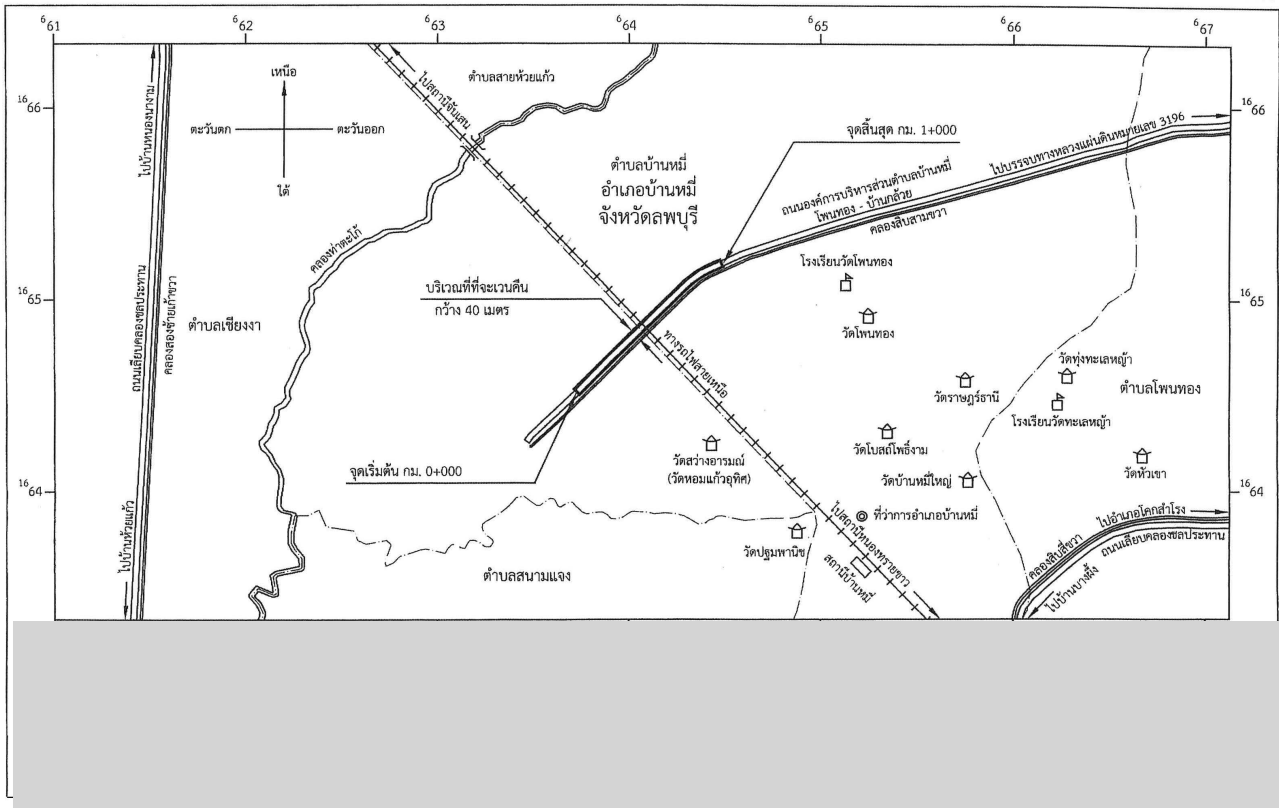 ⁶61
⁶62
⁶63
⁶64
⁶65
⁶66
⁶67
¹⁶66
¹⁶65
¹⁶64
¹⁶66
¹⁶65
¹⁶64
เหนือ
ตะวันตก
ตะวันออก
ใต้
ไปบ้านหนองนางาม
ถนนเลียบคลองชลประทาน
คลองสองซ้ายเก้าขวา
ไปบ้านห้วยแก้ว
ไปสถานีจันเสน
ตำบลสายห้วยแก้ว
คลองท่าตะโก้
ตำบลเชียงงา
ตำบลบ้านหมี่
อำเภอบ้านหมี่
จังหวัดลพบุรี
จุดสิ้นสุด กม. 1+000
ถนนองค์การบริหารส่วนตำบลบ้านหมี่
โพนทอง - บ้านกล้วย
คลองสิบสามขวา
ไปบรรจบทางหลวงแผ่นดินหมายเลข 3196
บริเวณที่ที่จะเวนคืน
กว้าง 40 เมตร
ทางรถไฟสายเหนือ
โรงเรียนวัดโพนทอง
วัดโพนทอง
วัดทุ่งทะเลหญ้า
ตำบลโพนทอง
วัดราษฎร์ธานี
โรงเรียนวัดทะเลหญ้า
วัดโบสถ์โพธิ์งาม
วัดสว่างอารมณ์
(วัดหอมแก้วอุทิศ)
วัดหัวเขา
วัดบ้านหมี่ใหญ่
จุดเริ่มต้น กม. 0+000
ที่ว่าการอำเภอบ้านหมี่
วัดปฐมพานิช
ไปสถานีหนองทรายขาว
สถานีบ้านหมี่
ตำบลสนามแจง
ไปอำเภอโคกสำโรง
คลองสิบสี่ขวา
ถนนเลียบคลองชลประทาน
ไปบ้านบางผึ้ง